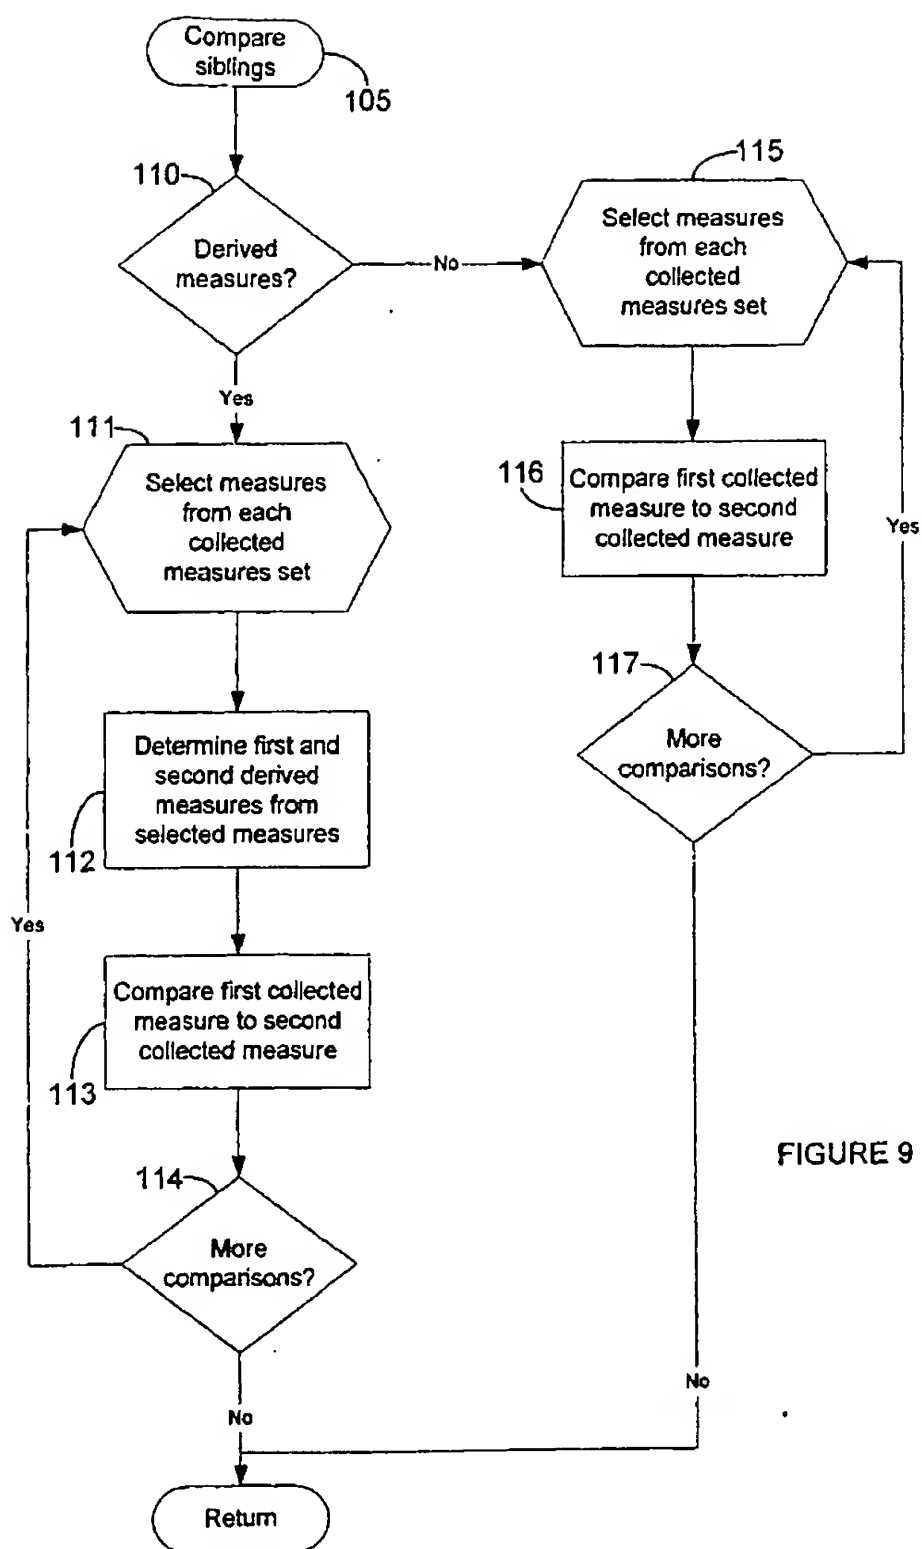 Compare
siblings
105
110
Derived
measures?
No
Yes
115
Select measures
from each
collected
measures set
111
Select measures
from each
collected
measures set
116
Compare first collected
measure to second
collected measure
Yes
117
More
comparisons?
Determine first and
second derived
measures from
selected measures
112
Yes
Compare first collected
measure to second
collected measure
113
FIGURE 9
114
More
comparisons?
No
No
Return